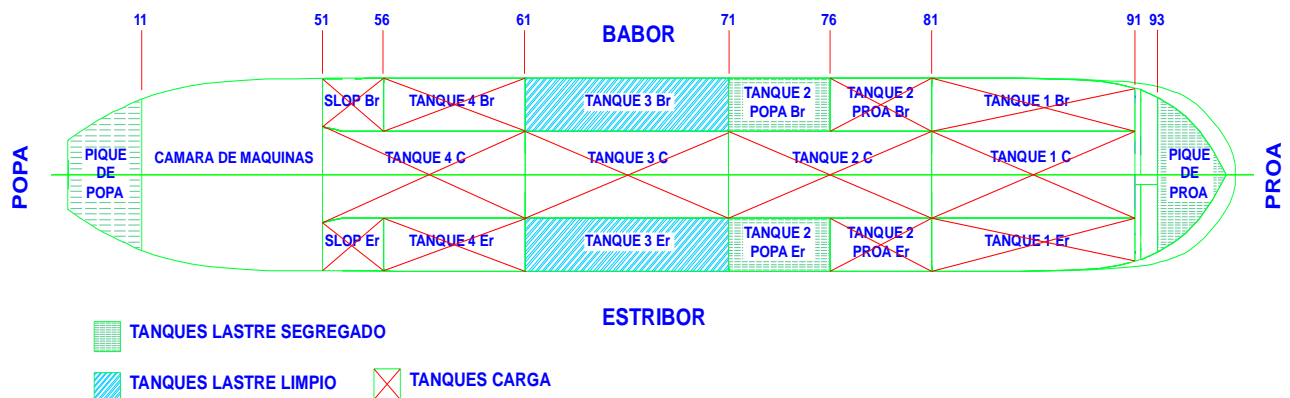 11
51
56
61
71
76
81
91
93
BABOR
SLOP Br
TANQUE 4 Br
TANQUE 3 Br
TANQUE 2
POPA Br
TANQUE 2
PROA Br
TANQUE 1 Br
POPA
PIQUE
DE
POPA
CAMARA DE MAQUINAS
TANQUE 4 C
TANQUE 3 C
TANQUE 2 C
TANQUE 1 C
PIQUE
DE
PROA
PROA
SLOP Er
TANQUE 4 Er
TANQUE 3 Er
TANQUE 2
POPA Er
TANQUE 2
PROA Er
TANQUE 1 Er
ESTRIBOR
TANQUES LASTRE SEGREGADO
TANQUES LASTRE LIMPIO
TANQUES CARGA